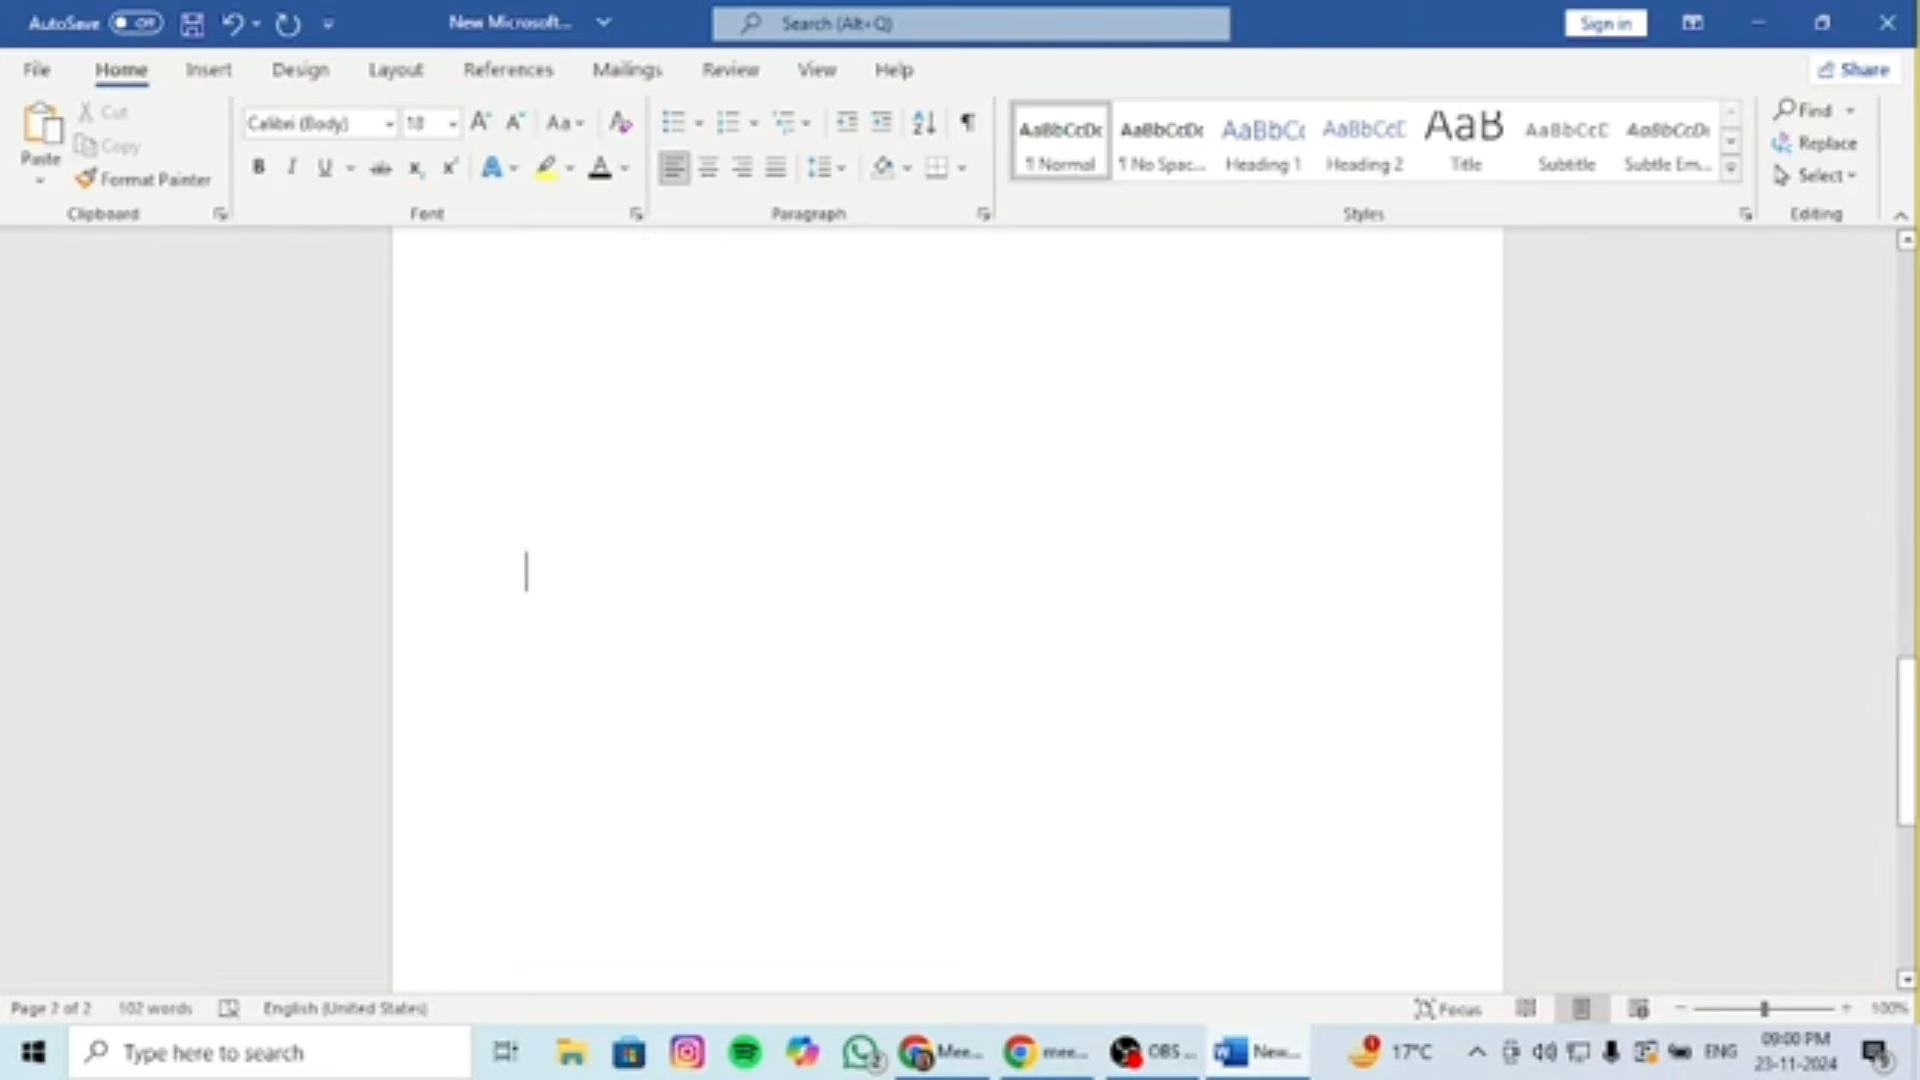 AutoSave Off New Microsoft... Search (Alt+Q) Sign in
File Home Insert Design Layout References Mailings Review View Help Share
Paste Cut Copy Format Painter Clipboard
Calibri (Body) 18 Aa B I U Font
Paragraph
AaBbCcDc AaBbCcDc AaBbCc AaBbCcE AaB AaBbCcE AaBbCcDc
¶ Normal ¶ No Spac... Heading 1 Heading 2 Title Subtitle Subtle Em...
Styles
Find
Replace
Select
Editing
Page 2 of 2 102 words English (United States) Focus 100%
Type here to search Mee... mee... OBS ... New... 17°C ENG 09:00 PM
23-11-2024